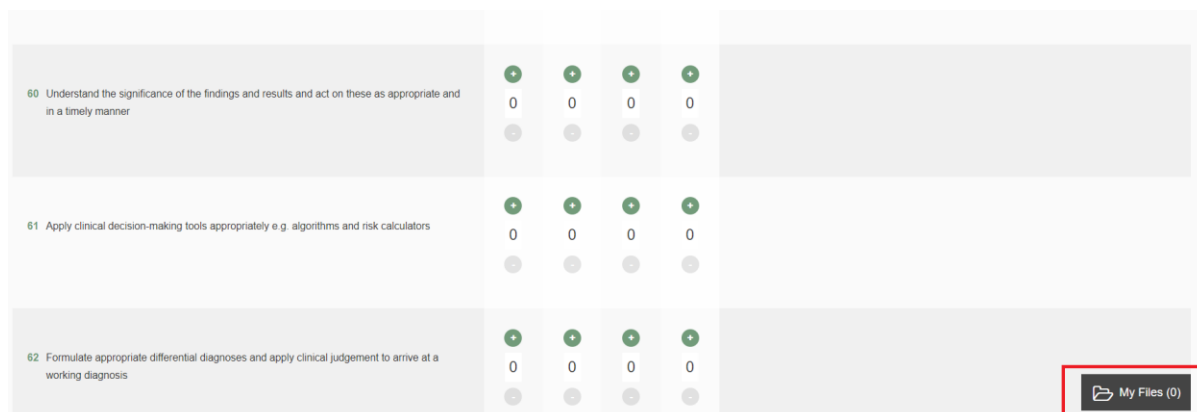 60 Understand the significance of the findings and results and act on these as appropriate and
in a timely manner
+ + + +
0 0 0 0
- - - -
61 Apply clinical decision-making tools appropriately e.g. algorithms and risk calculators
+ + + +
0 0 0 0
- - - -
62 Formulate appropriate differential diagnoses and apply clinical judgement to arrive at a
working diagnosis
+ + + +
0 0 0 0
- - - -
My Files (0)